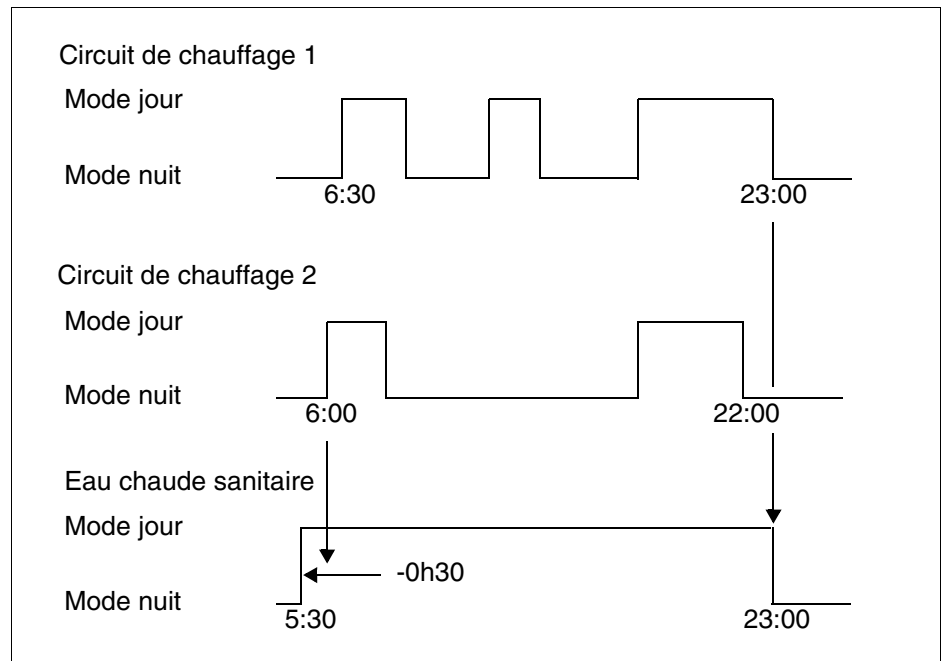 Circuit de chauffage 1
Mode jour
Mode nuit
6:30 23:00
Circuit de chauffage 2
Mode jour
Mode nuit
6:00 22:00
Eau chaude sanitaire
Mode jour
-0h30
Mode nuit
5:30 23:00